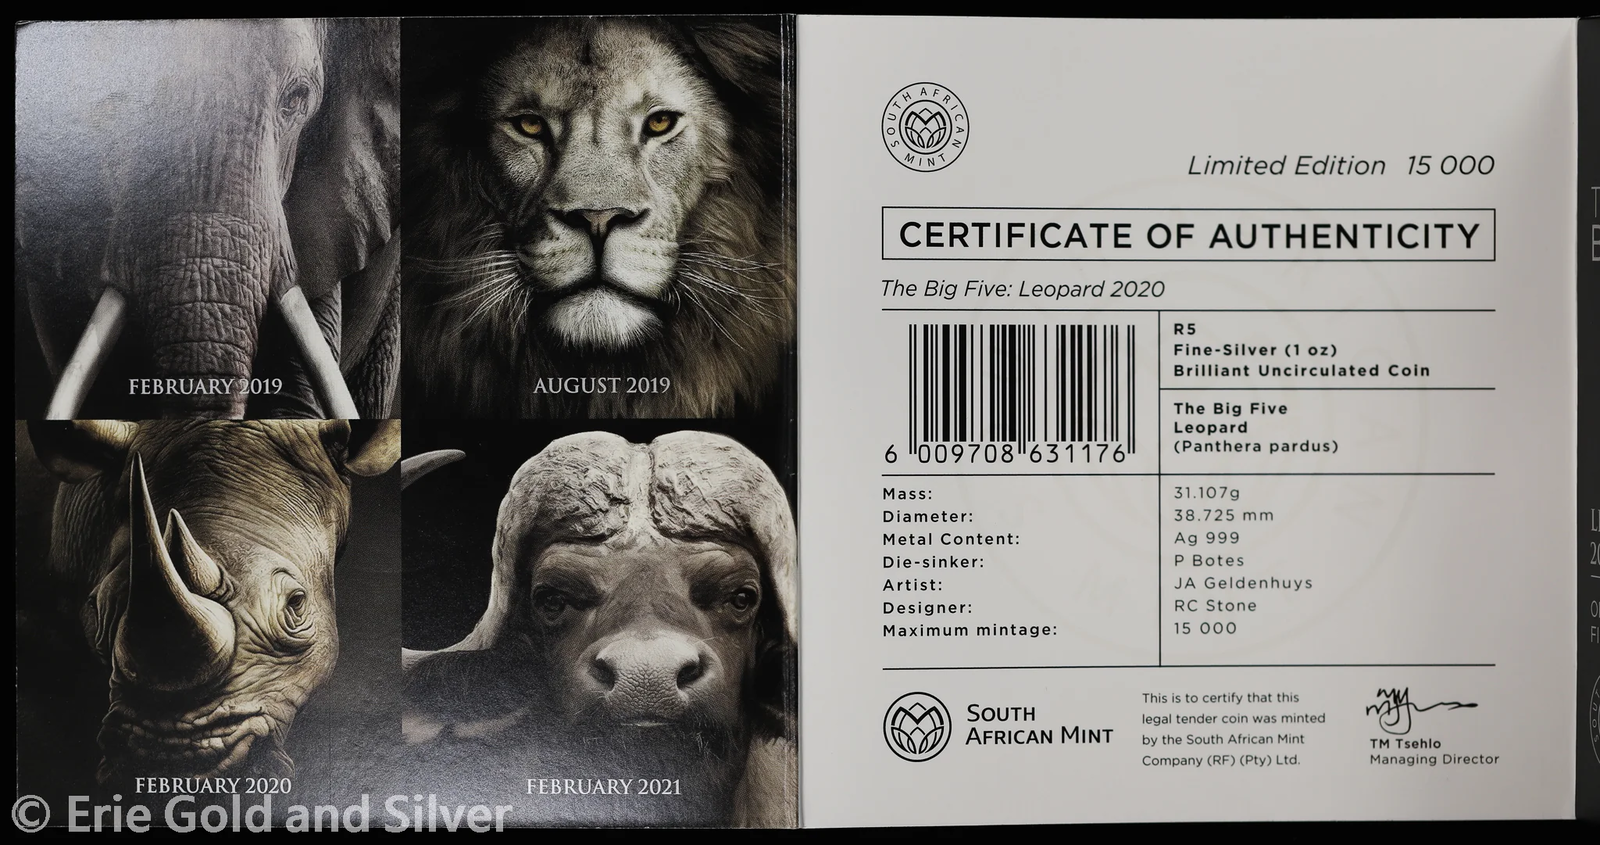 FEBRUARY 2019
AUGUST 2019
FEBRUARY 2020
FEBRUARY 2021
© Erie Gold and Silver
SOUTH AFRICAN MINT
Limited Edition 15 000
CERTIFICATE OF AUTHENTICITY
The Big Five: Leopard 2020
6 009708 631176
R5
Fine-Silver (1 oz)
Brilliant Uncirculated Coin
The Big Five
Leopard
(Panthera pardus)
Mass: 31.107g
Diameter: 38.725 mm
Metal Content: Ag 999
Die-sinker: P Botes
Artist: JA Geldenhuys
Designer: RC Stone
Maximum mintage: 15 000
SOUTH
AFRICAN MINT
This is to certify that this
legal tender coin was minted
by the South African Mint
Company (RF) (Pty) Ltd.
TM Tsehlo
Managing Director